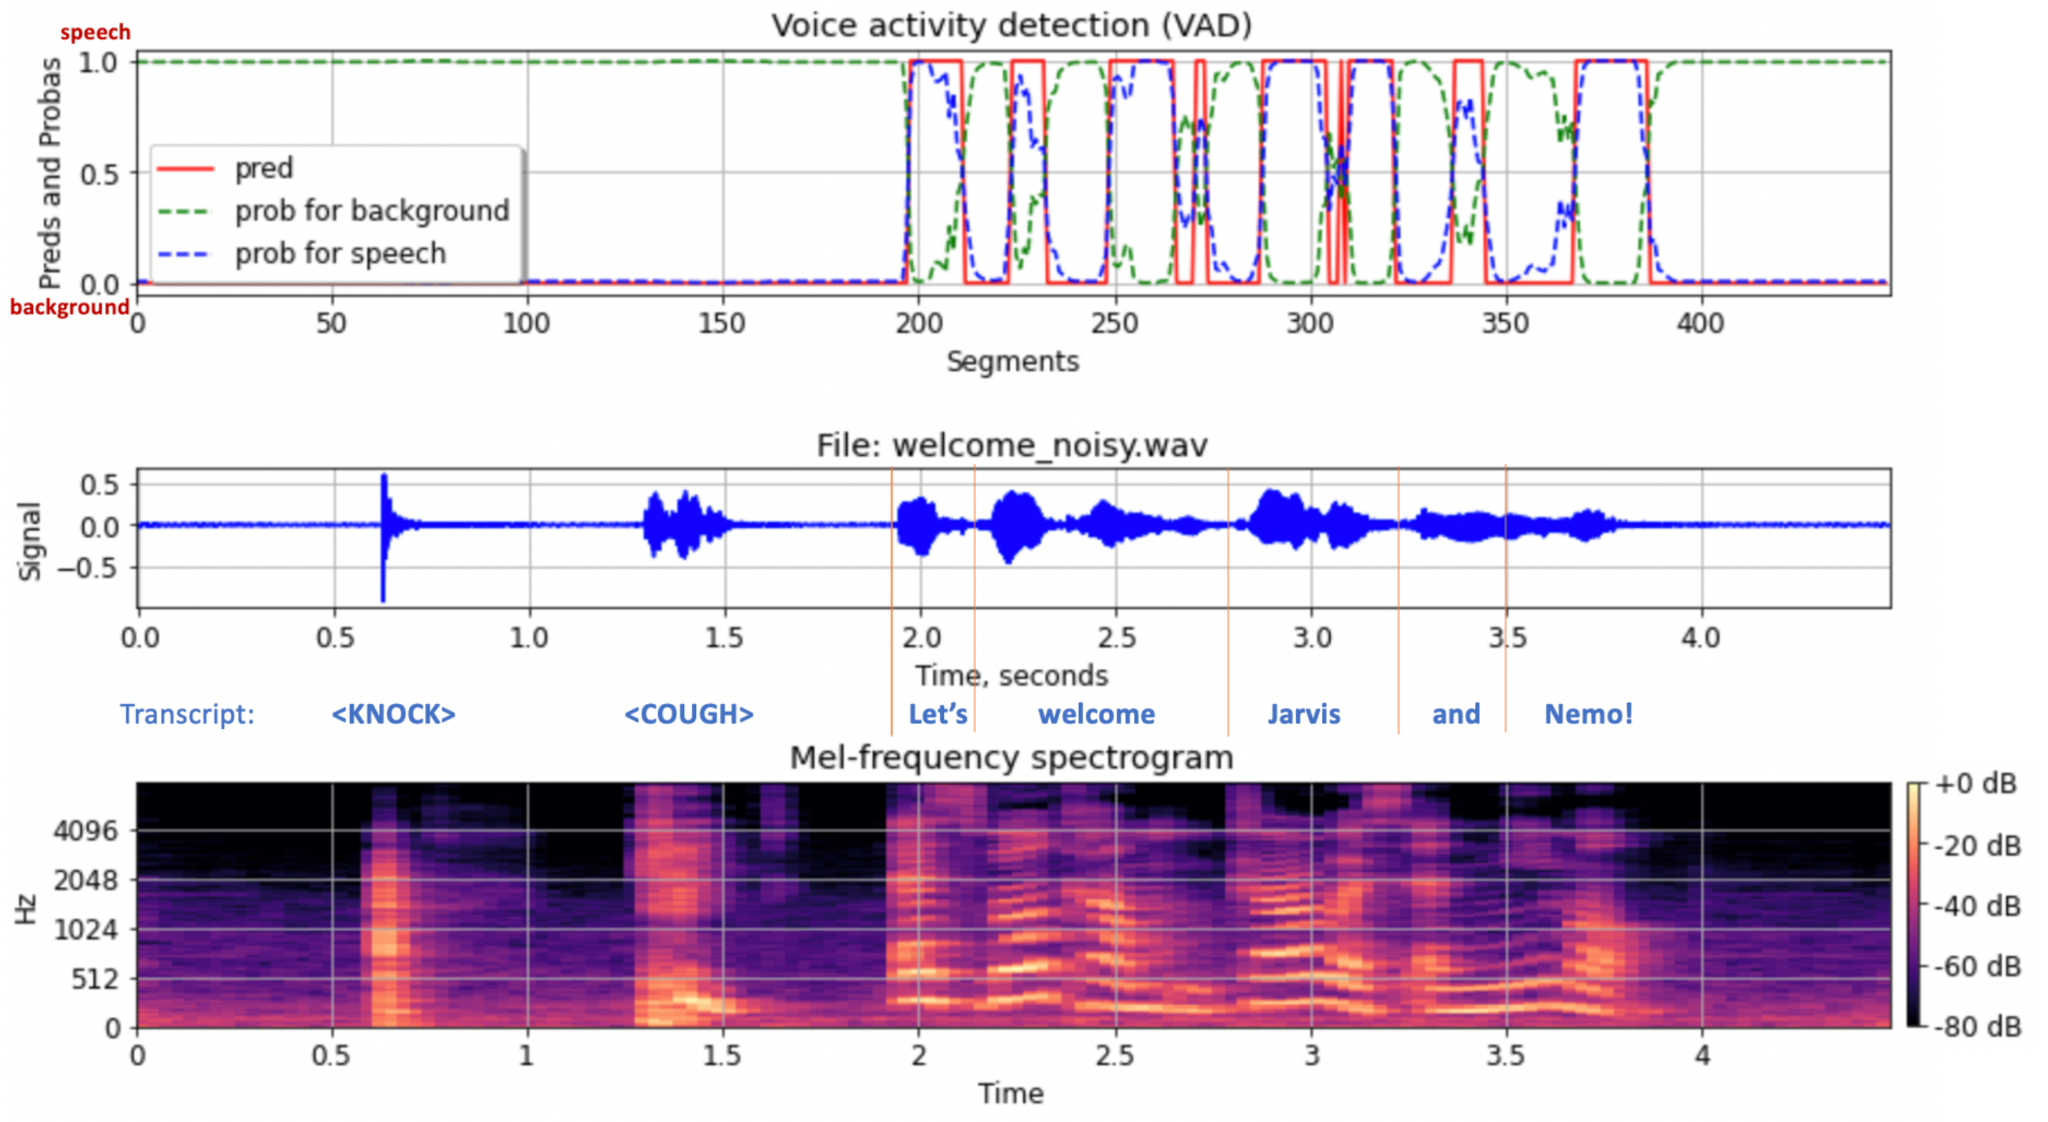 Voice activity detection (VAD)
speech
1.0
0.5
0.0
background
Preds and Probas
pred
prob for background
prob for speech
0 50 100 150 200 250 300 350 400
Segments
File: welcome_noisy.wav
0.5
0.0
−0.5
Signal
0.0 0.5 1.0 1.5 2.0 2.5 3.0 3.5 4.0
Time, seconds
Transcript: <KNOCK> <COUGH> Let’s welcome Jarvis and Nemo!
Mel-frequency spectrogram
4096
2048
1024
512
0
Hz
+0 dB
-20 dB
-40 dB
-60 dB
-80 dB
0 0.5 1 1.5 2 2.5 3 3.5 4
Time